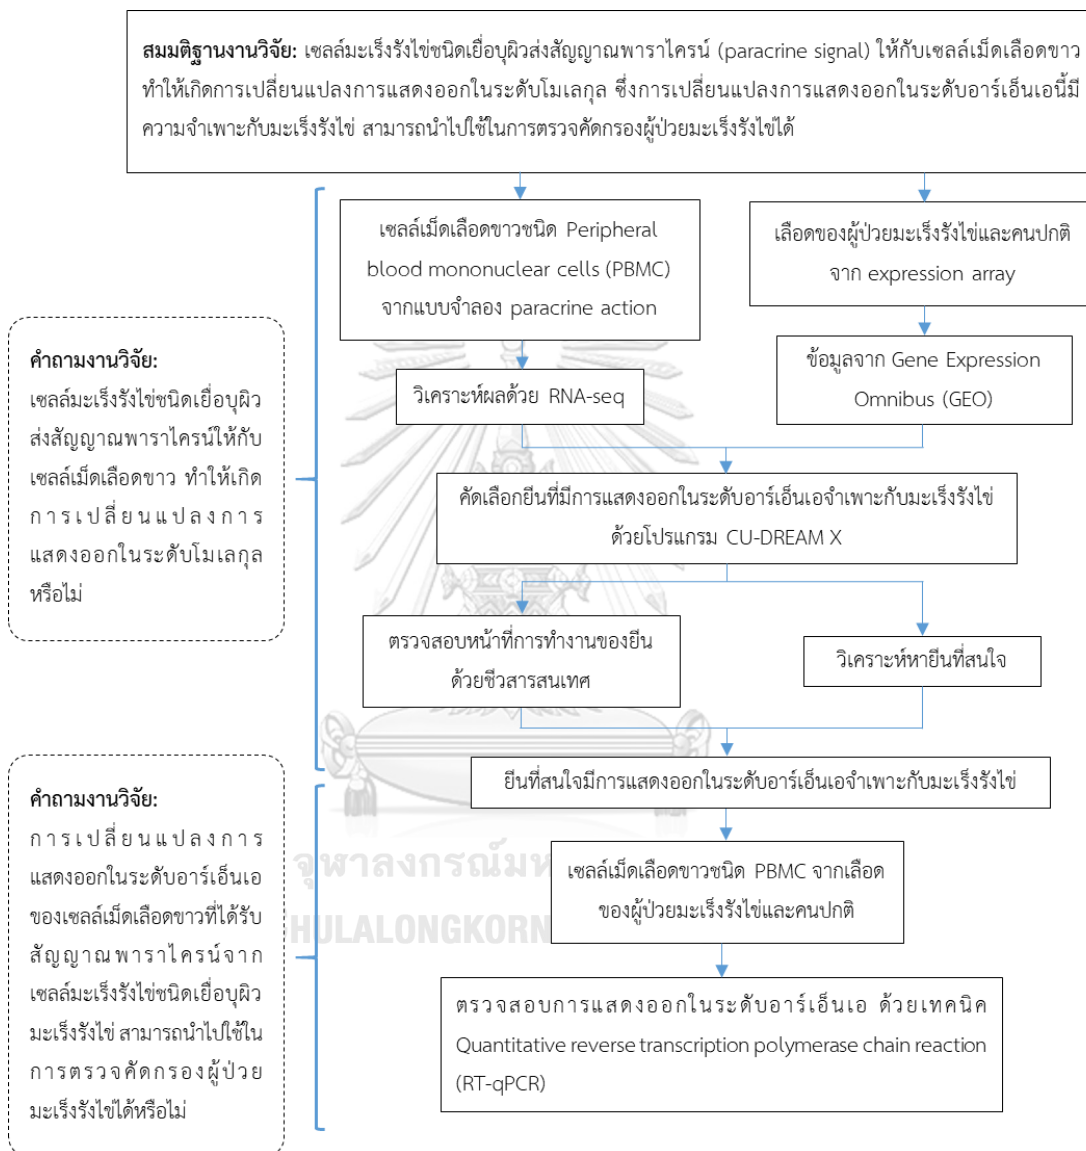 สมมติฐานงานวิจัย: เซลล์มะเร็งรังไข่ชนิดเยื่อบุผิวส่งสัญญาณพาราไครน์ (paracrine signal) ให้กับเซลล์เม็ดเลือดขาว
ทำให้เกิดการเปลี่ยนแปลงการแสดงออกในระดับโมเลกุล ซึ่งการเปลี่ยนแปลงการแสดงออกในระดับอาร์เอ็นเอนี้มี
ความจำเพาะกับมะเร็งรังไข่ สามารถนำไปใช้ในการตรวจคัดกรองผู้ป่วยมะเร็งรังไข่ได้
เซลล์เม็ดเลือดขาวชนิด Peripheral
blood mononuclear cells (PBMC)
จากแบบจำลอง paracrine action
เลือดของผู้ป่วยมะเร็งรังไข่และคนปกติ
จาก expression array
คำถามงานวิจัย:
เซลล์มะเร็งรังไข่ชนิดเยื่อบุผิว
ส่งสัญญาณพาราไครน์ให้กับ
เซลล์เม็ดเลือดขาว ทำให้เกิด
การเปลี่ยนแปลงการ
แสดงออกในระดับโมเลกุล
หรือไม่
วิเคราะห์ผลด้วย RNA-seq
ข้อมูลจาก Gene Expression
Omnibus (GEO)
คัดเลือกยีนที่มีการแสดงออกในระดับอาร์เอ็นเอจำเพาะกับมะเร็งรังไข่
ด้วยโปรแกรม CU-DREAM X
ตรวจสอบหน้าที่การทำงานของยีน
ด้วยชีวสารสนเทศ
วิเคราะห์หายีนที่สนใจ
ยีนที่สนใจมีการแสดงออกในระดับอาร์เอ็นเอจำเพาะกับมะเร็งรังไข่
คำถามงานวิจัย:
การเปลี่ยนแปลงการ
แสดงออกในระดับอาร์เอ็นเอ
ของเซลล์เม็ดเลือดขาวที่ได้รับ
สัญญาณพาราไครน์จาก
เซลล์มะเร็งรังไข่ชนิดเยื่อบุผิว
มะเร็งรังไข่ สามารถนำไปใช้ใน
การตรวจคัดกรองผู้ป่วย
มะเร็งรังไข่ได้หรือไม่
เซลล์เม็ดเลือดขาวชนิด PBMC จากเลือด
ของผู้ป่วยมะเร็งรังไข่และคนปกติ
จุฬาลงกรณ์มห
HULALONGKORN
ตรวจสอบการแสดงออกในระดับอาร์เอ็นเอ ด้วยเทคนิค
Quantitative reverse transcription polymerase chain reaction
(RT-qPCR)